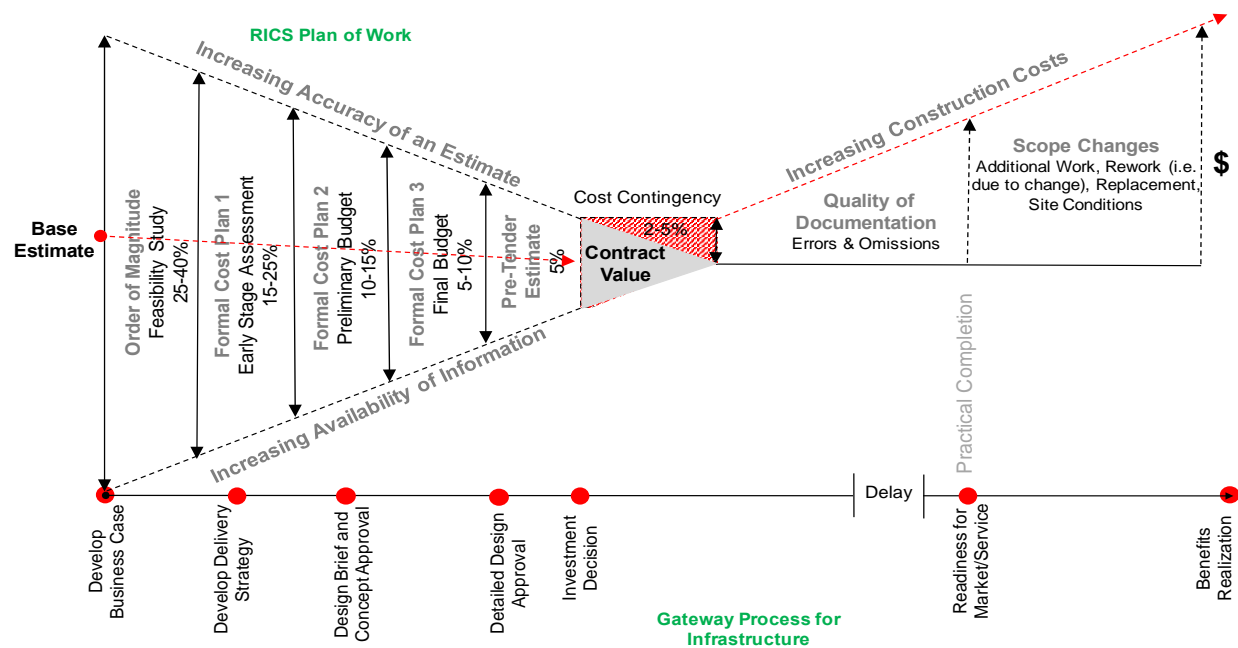 RICS Plan of Work
Increasing Accuracy of an Estimate
Increasing Construction Costs
Scope Changes
Additional Work, Rework (i.e.
due to change), Replacement,
Site Conditions
$
Cost Contingency
2-5%
Quality of
Documentation
Errors & Omissions
Base
Estimate
Order of Magnitude
Feasibility Study
25-40%
Formal Cost Plan 1
Early Stage Assessment
15-25%
Formal Cost Plan 2
Preliminary Budget
10-15%
Formal Cost Plan 3
Final Budget
5-10%
Pre-Tender
Estimate
5%
Contract
Value
Increasing Availability of Information
Practical Completion
Delay
Develop
Business Case
Develop Delivery
Strategy
Design Brief and
Concept Approval
Detailed Design
Approval
Investment
Decision
Readiness for
Market/Service
Benefits
Realization
Gateway Process for
Infrastructure